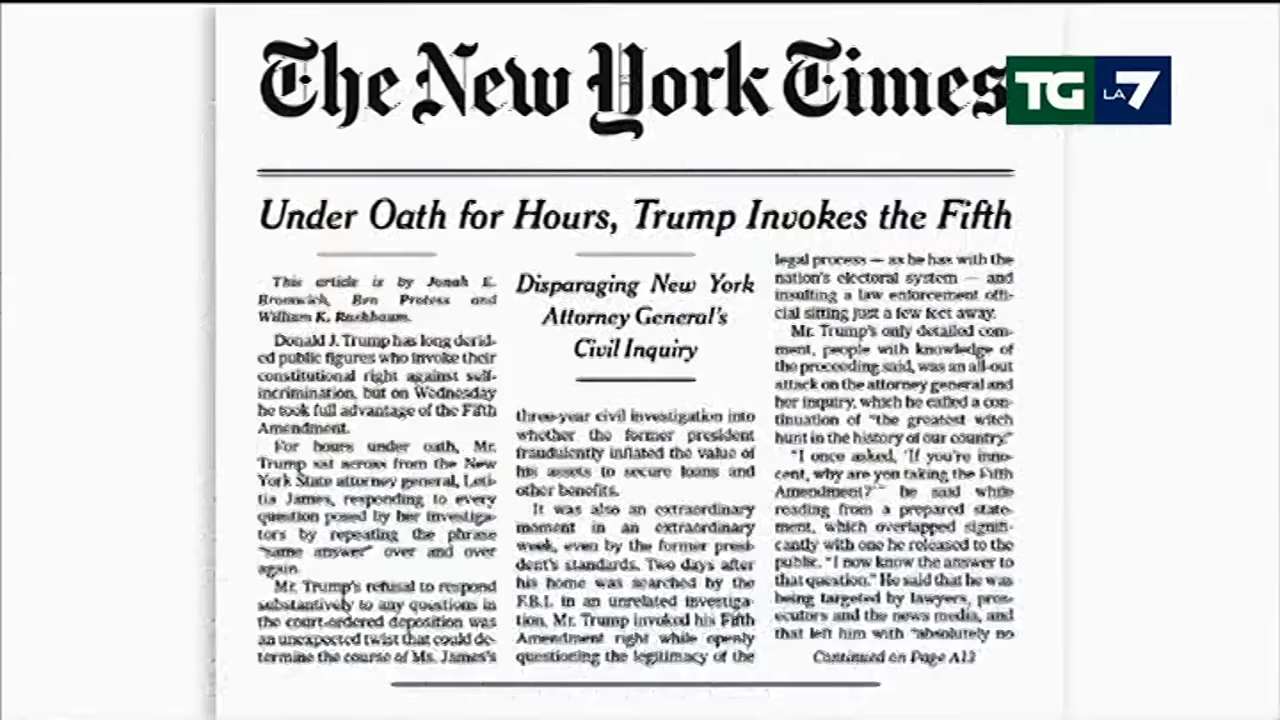 The New York Times
TG LA 7
Under Oath for Hours, Trump Invokes the Fifth
This article is by Jonah E.
Bromwich, Ben Protess and
William K. Rashbaum.
Donald J. Trump has long derid-
ed public figures who invoke their
constitutional right against self-
incrimination, but on Wednesday
he took full advantage of the Fifth
Amendment.
For hours under oath, Mr.
Trump sat across from the New
York State attorney general, Leti-
tia James, responding to every
question posed by her investiga-
tors by repeating the phrase
"same answer" over and over
again.
Mr. Trump's refusal to respond
substantively to any questions in
the court-ordered deposition was
an unexpected twist that could de-
termine the course of Ms. James's
Disparaging New York
Attorney General's
Civil Inquiry
three-year civil investigation into
whether the former president
fraudulently inflated the value of
his assets to secure loans and
other benefits.
It was also an extraordinary
moment in an extraordinary
week, even by the former presi-
dent's standards. Two days after
his home was searched by the
F.B.I. in an unrelated investiga-
tion, Mr. Trump invoked his Fifth
Amendment right while openly
questioning the legitimacy of the
legal process — as he has with the
nation's electoral system — and
insulting a law enforcement offi-
cial sitting just a few feet away.
Mr. Trump's only detailed com-
ment, people with knowledge of
the proceeding said, was an all-out
attack on the attorney general and
her inquiry, which he called a con-
tinuation of "the greatest witch
hunt in the history of our country."
"I once asked, 'If you're inno-
cent, why are you taking the Fifth
Amendment?'" he said while
reading from a prepared state-
ment, which overlapped signifi-
cantly with one he released to the
public. "I now know the answer to
that question." He said that he was
being targeted by lawyers, pros-
ecutors and the news media, and
that left him with "absolutely no
Continued on Page A12